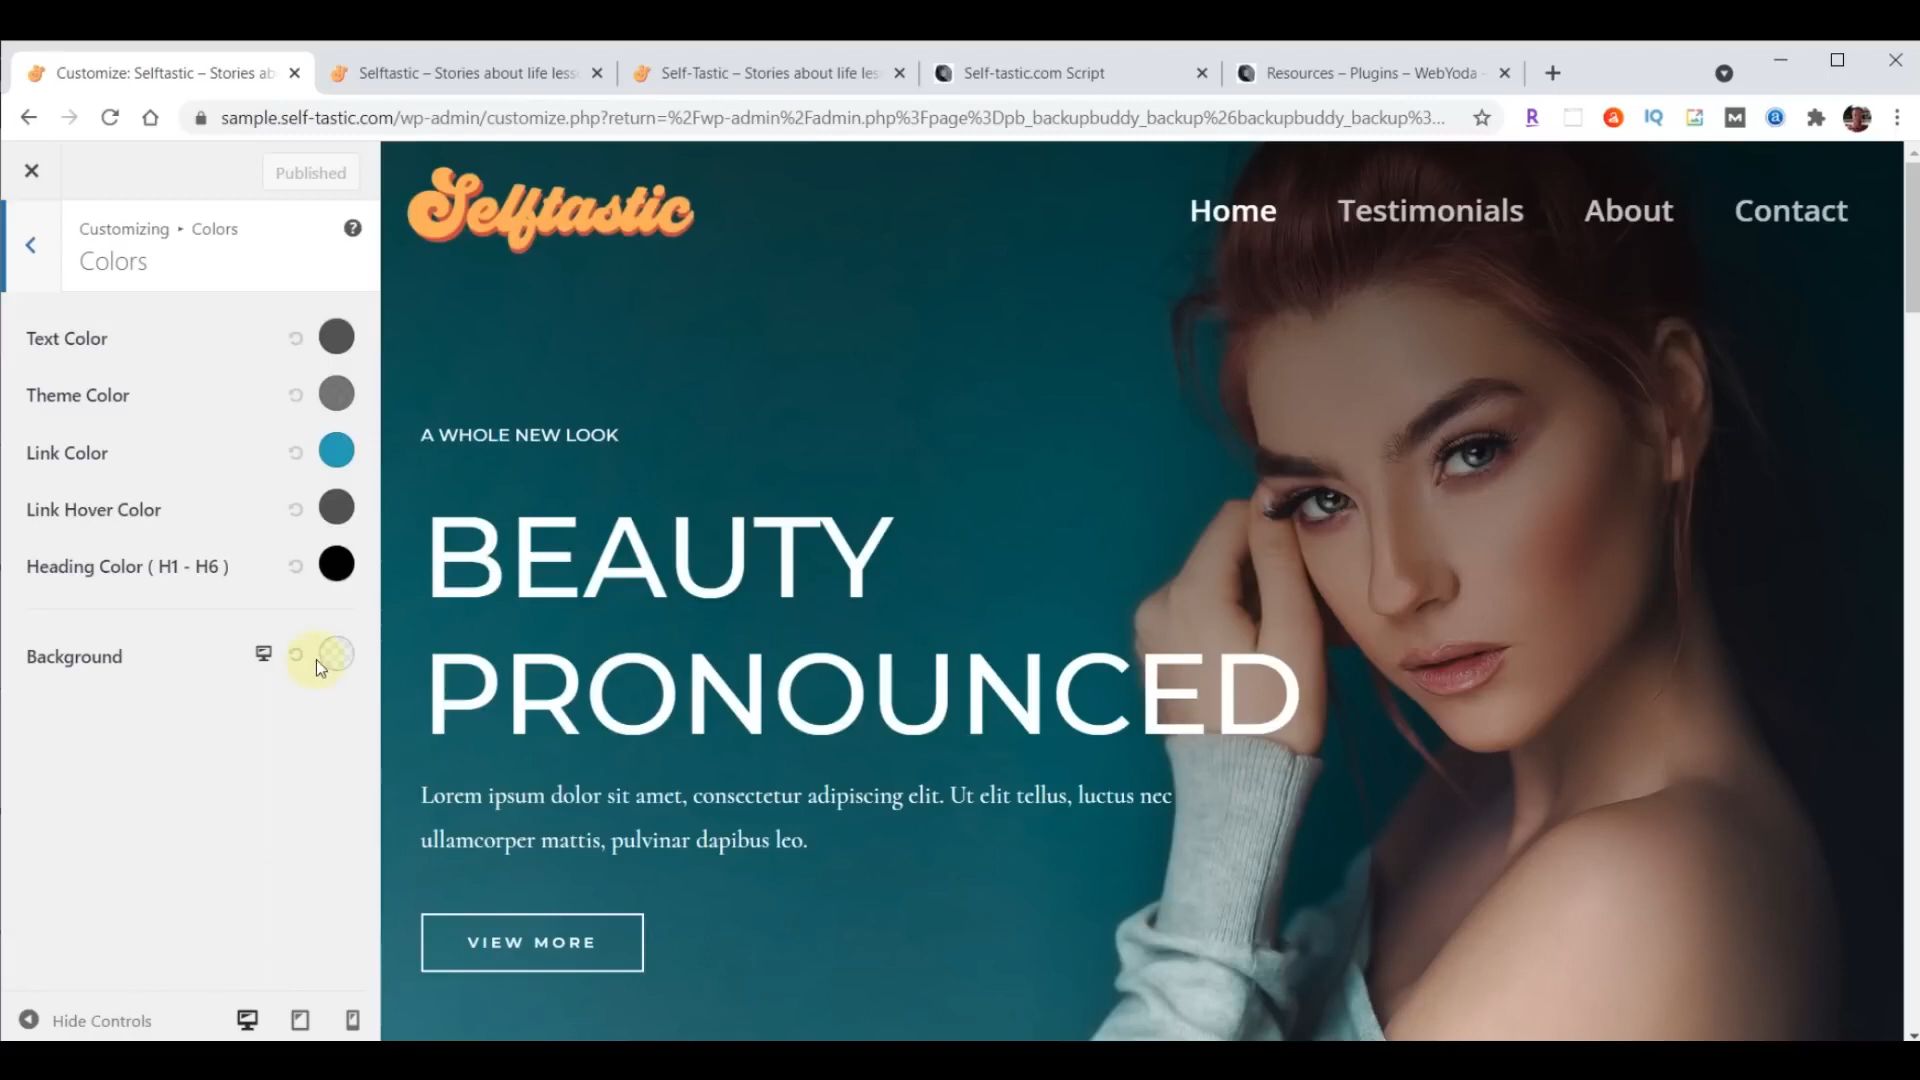 Customize: Selftastic – Stories ab
Selftastic – Stories about life less
Self-Tastic – Stories about life les
Self-tastic.com Script
Resources – Plugins – WebYoda -
sample.self-tastic.com/wp-admin/customize.php?return=%2Fwp-admin%2Fadmin.php%3Fpage%3Dpb_backupbuddy_backup%26backupbuddy_backup%3...
R
a
IQ
M
a
Published
Customizing ▸ Colors
?
Colors
Text Color
Theme Color
Link Color
Link Hover Color
Heading Color ( H1 - H6 )
Background
Hide Controls
Selftastic
Home
Testimonials
About
Contact
A WHOLE NEW LOOK
BEAUTY
PRONOUNCED
Lorem ipsum dolor sit amet, consectetur adipiscing elit. Ut elit tellus, luctus nec
ullamcorper mattis, pulvinar dapibus leo.
VIEW MORE